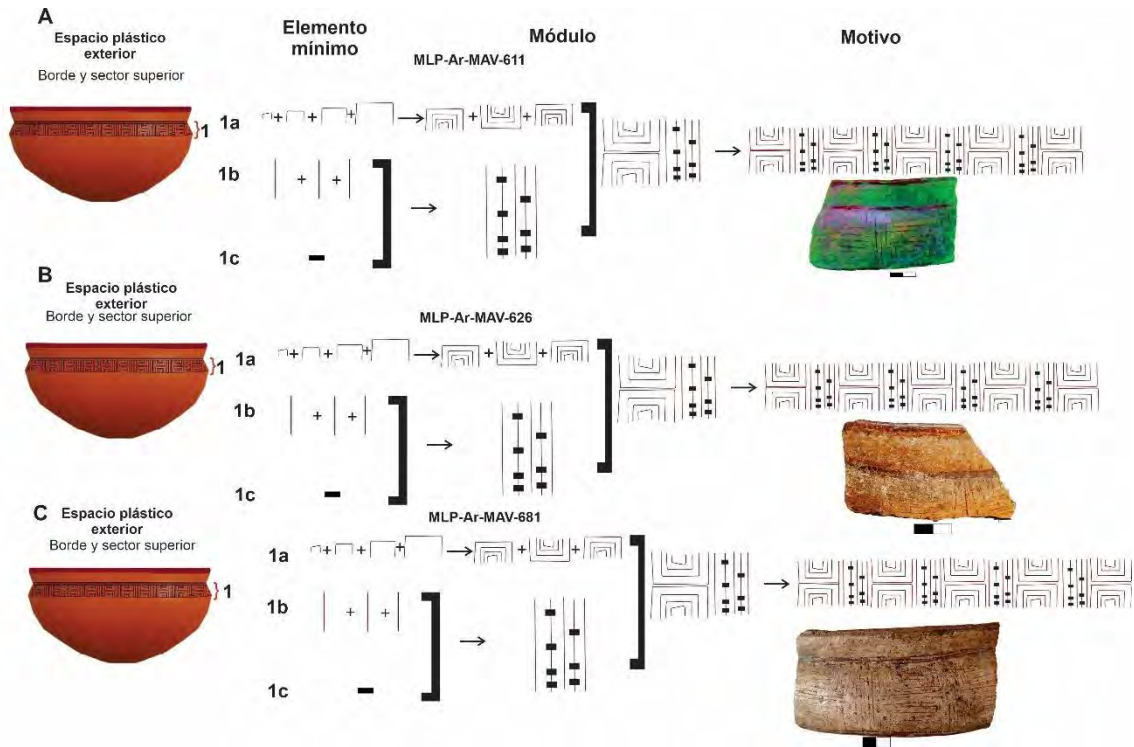 A
Espacio plástico
exterior
Borde y sector superior
Elemento
mínimo
Módulo
Motivo
MLP-Ar-MAV-611
1
1a
+ + +
+ +
1b
+ +
1c
B
Espacio plástico
exterior
Borde y sector superior
MLP-Ar-MAV-626
1
1a
+ + +
+ +
1b
+ +
1c
C
Espacio plástico
exterior
Borde y sector superior
MLP-Ar-MAV-681
1
1a
+ + +
+ +
1b
+ +
1c